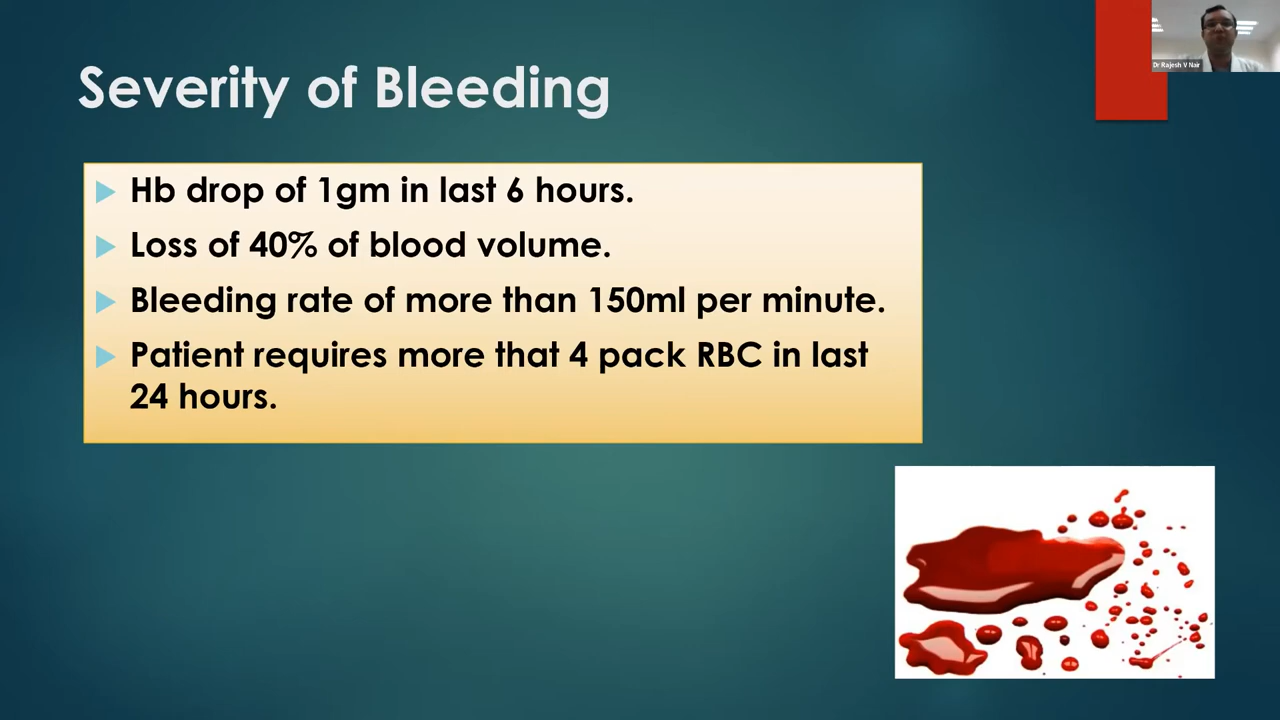 Severity of Bleeding
Hb drop of 1gm in last 6 hours.
Loss of 40% of blood volume.
Bleeding rate of more than 150ml per minute.
Patient requires more that 4 pack RBC in last
24 hours.
Dr Rajesh V Nair